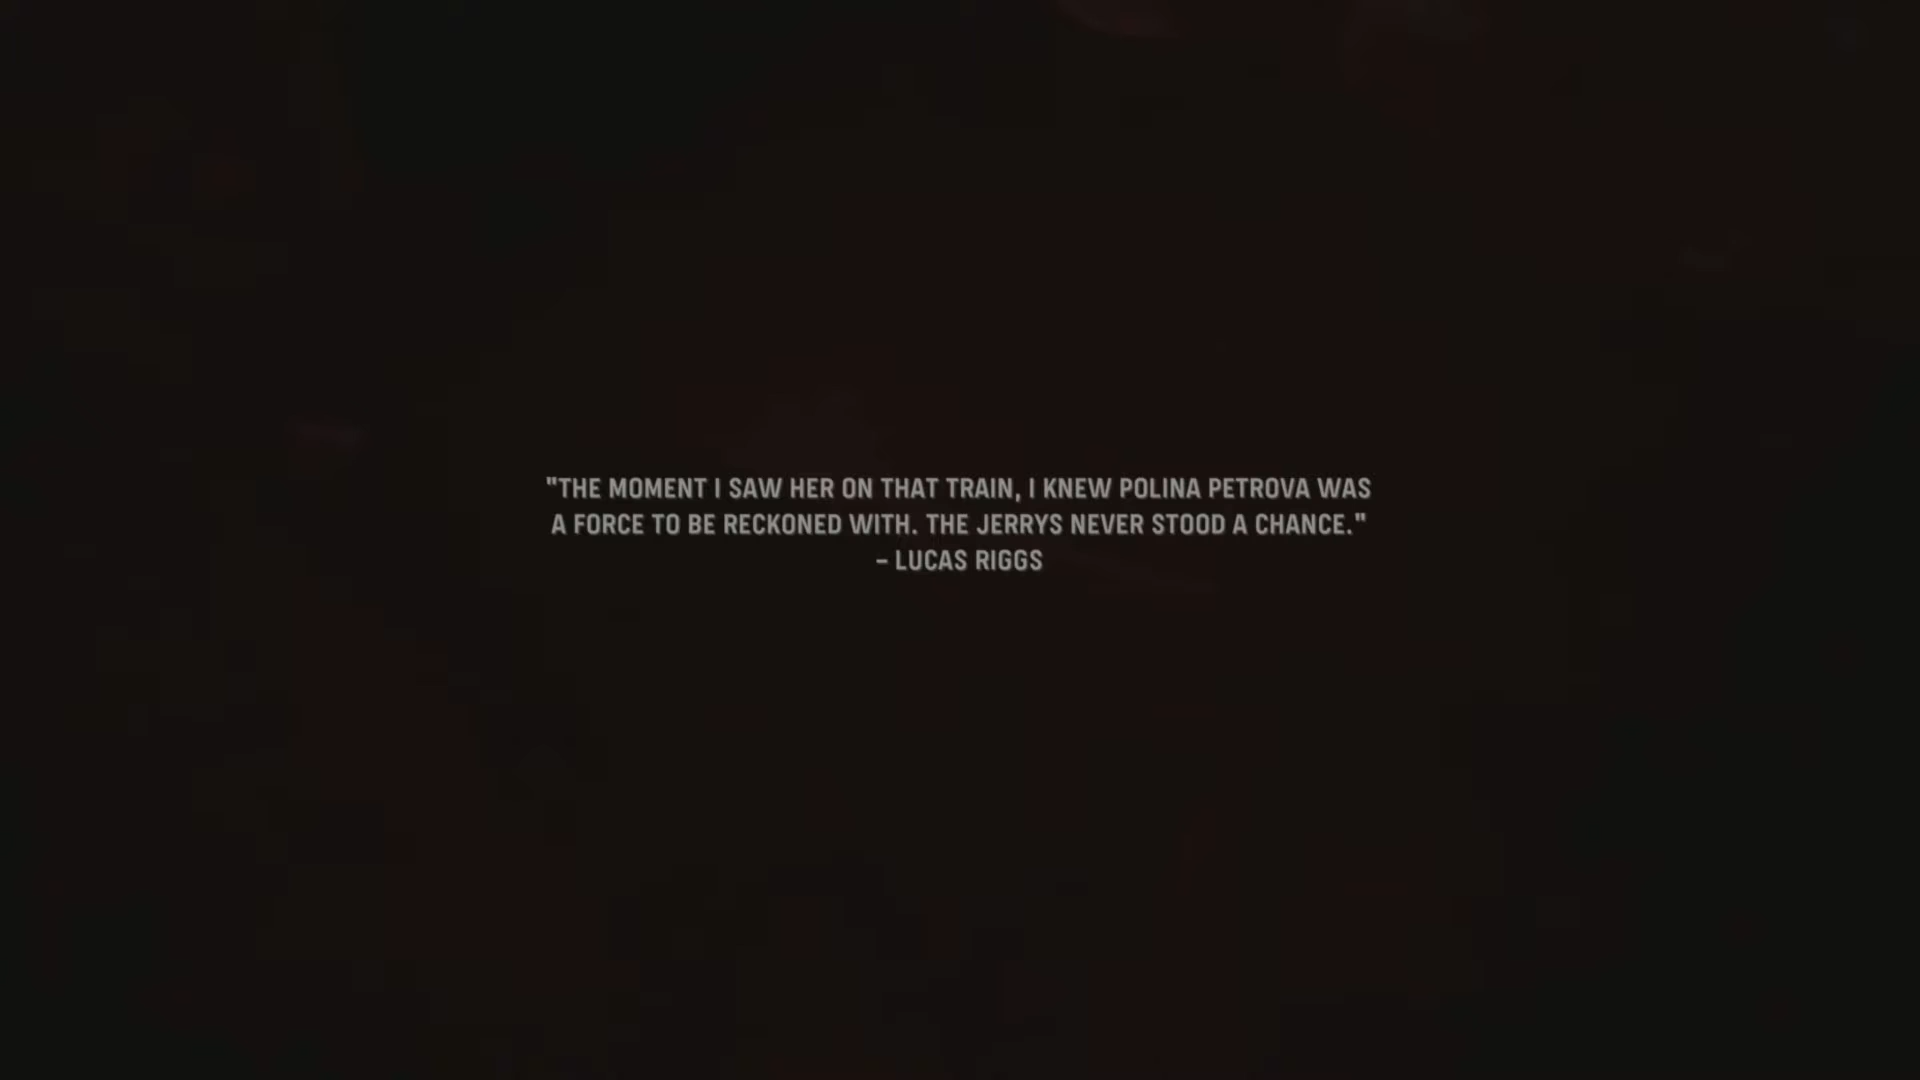 "THE MOMENT I SAW HER ON THAT TRAIN, I KNEW POLINA PETROVA WAS
A FORCE TO BE RECKONED WITH. THE JERRYS NEVER STOOD A CHANCE."
– LUCAS RIGGS